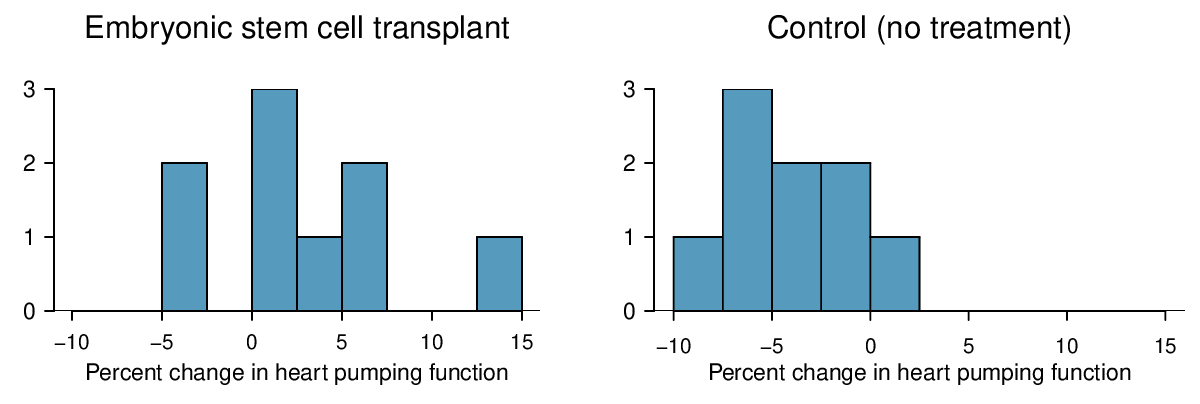 Embryonic stem cell transplant
3
2
1
0
−10 −5 0 5 10 15
Percent change in heart pumping function
Control (no treatment)
3
2
1
0
−10 −5 0 5 10 15
Percent change in heart pumping function